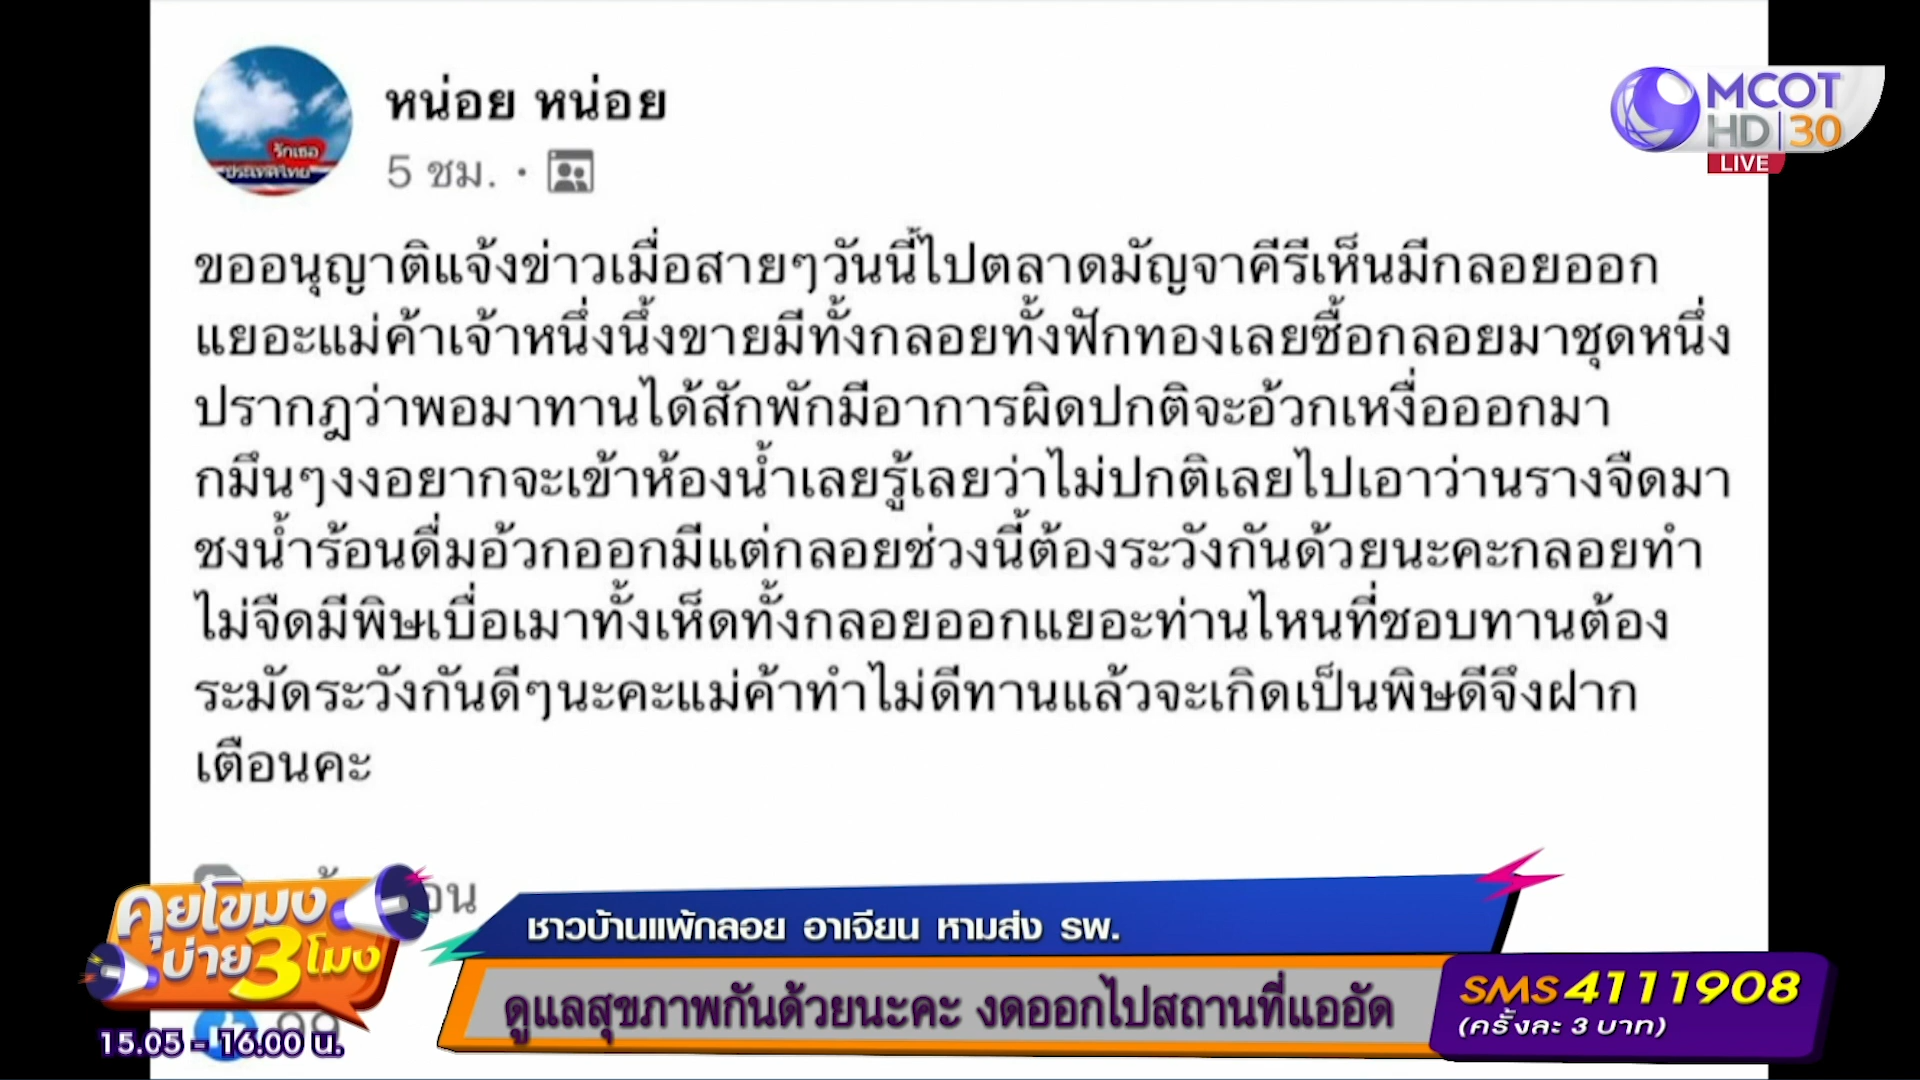 หน่อย หน่อย
5 ชม. ·
รักเธอ
ประเทศไทย
MCOT
HD 30
LIVE
ขออนุญาติแจ้งข่าวเมื่อสายๆวันนี้ไปตลาดมัญจาคีรีเห็นมีกลอยออก
แยอะแม่ค้าเจ้าหนึ่งนึ้งขายมีทั้งกลอยทั้งฟักทองเลยซื้อกลอยมาชุดหนึ่ง
ปรากฎว่าพอมาทานได้สักพักมีอาการผิดปกติจะอ้วกเหงื่อออกมา
กมึนๆงงอยากจะเข้าห้องน้ำเลยรู้เลยว่าไม่ปกติเลยไปเอาว่านรางจืดมา
ชงน้ำร้อนดื่มอ้วกออกมีแต่กลอยช่วงนี้ต้องระวังกันด้วยนะคะกลอยทำ
ไม่จืดมีพิษเบื่อเมาทั้งเห็ดทั้งกลอยออกแยอะท่านไหนที่ชอบทานต้อง
ระมัดระวังกันดีๆนะคะแม่ค้าทำไม่ดีทานแล้วจะเกิดเป็นพิษดีจึงฝาก
เตือนคะ
คุยโขมง
บ่าย 3 โมง
15.05 - 16.00 น.
ชาวบ้านแพ้กลอย อาเจียน หามส่ง รพ.
ดูแลสุขภาพกันด้วยนะคะ งดออกไปสถานที่แออัด
SMS 4111908
(ครั้งละ 3 บาท)